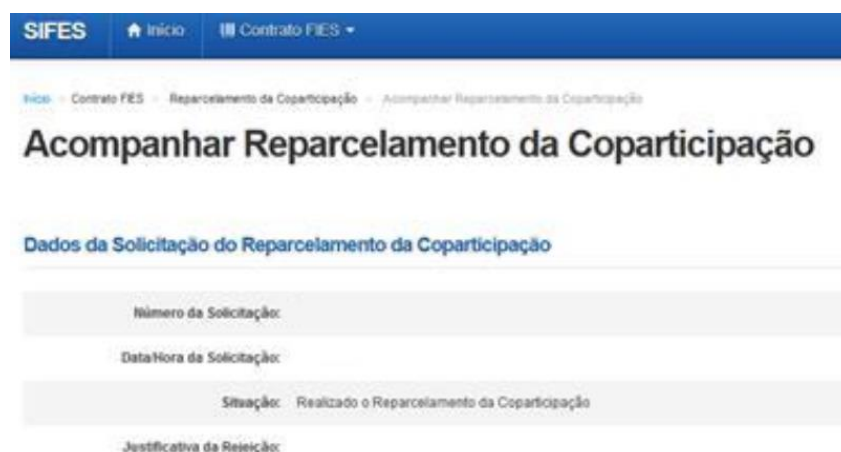 SIFES Início Contrato FIES
Início Contrato FIES Reparcelamento da Coparticipação Acompanhar Reparcelamento da Coparticipação
Acompanhar Reparcelamento da Coparticipação
Dados da Solicitação do Reparcelamento da Coparticipação
Número da Solicitação:
Data/Hora da Solicitação:
Situação: Realizado o Reparcelamento da Coparticipação
Justificativa da Rejeição: